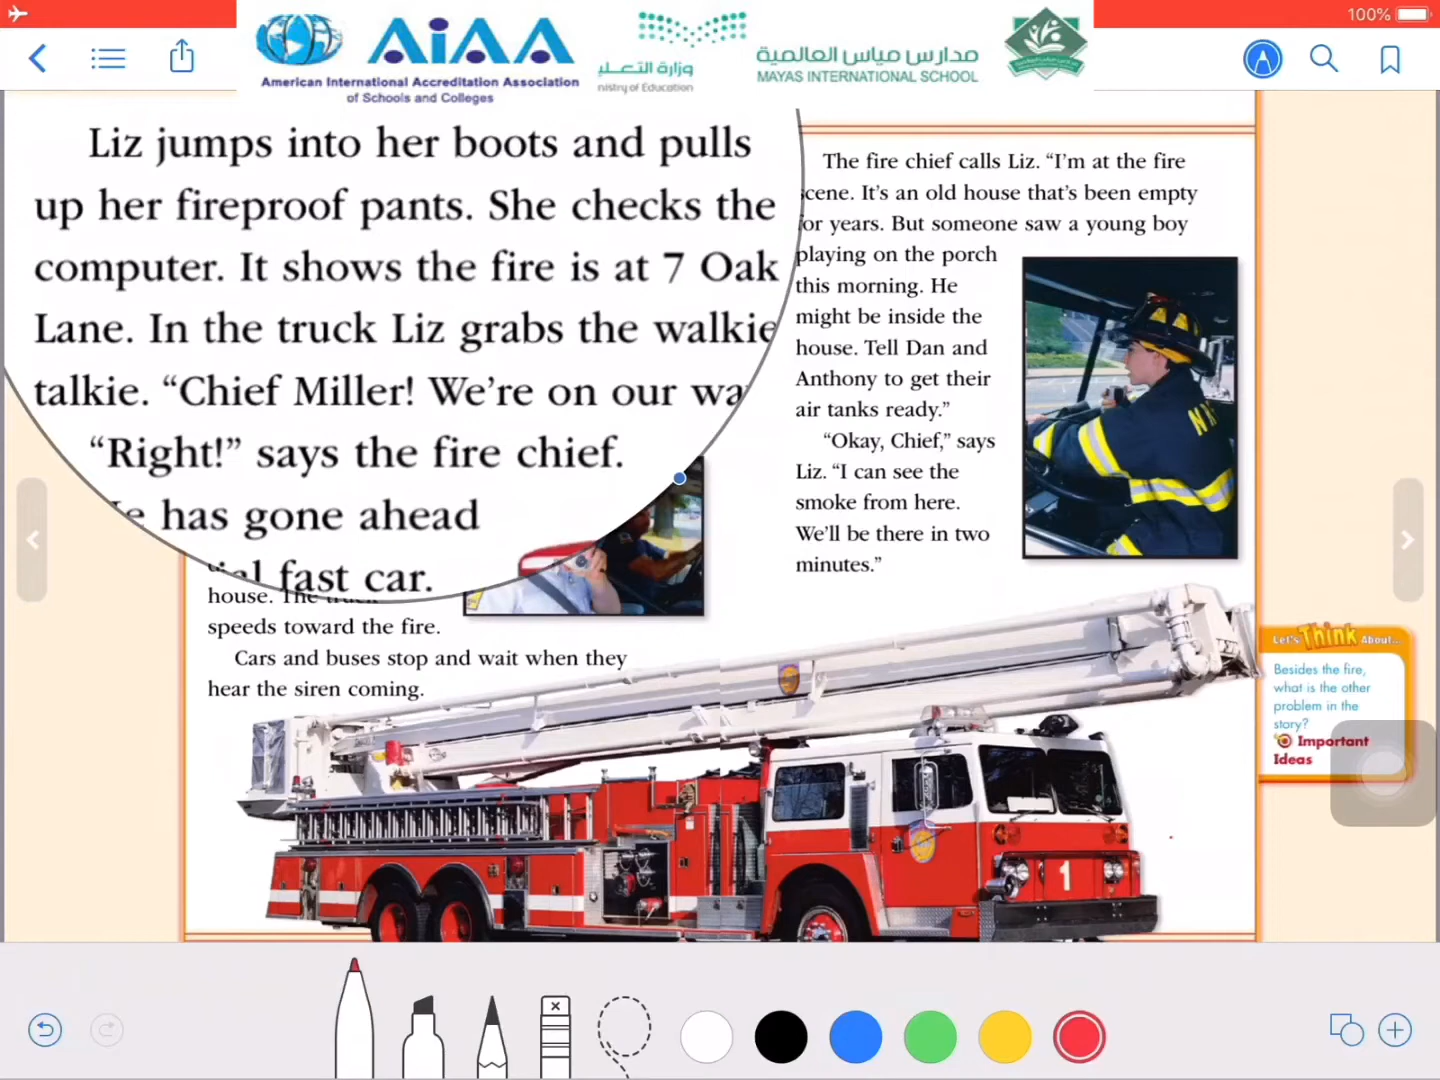 100%
AiAA
American International Accreditation Association
of Schools and Colleges
وزارة التعـلـ
nistry of Education
مدارس مياس العالمية
MAYAS INTERNATIONAL SCHOOL
Liz jumps into her boots and pulls
up her fireproof pants. She checks the
computer. It shows the fire is at 7 Oak
Lane. In the truck Liz grabs the walkie
talkie. “Chief Miller! We’re on our wa
“Right!” says the fire chief.
has gone ahead
fast car.
house. The truck
speeds toward the fire.
Cars and buses stop and wait when they
hear the siren coming.
The fire chief calls Liz. “I’m at the fire
scene. It’s an old house that’s been empty
for years. But someone saw a young boy
playing on the porch
this morning. He
might be inside the
house. Tell Dan and
Anthony to get their
air tanks ready.”
“Okay, Chief,” says
Liz. “I can see the
smoke from here.
We’ll be there in two
minutes.”
Let's Think About...
Besides the fire,
what is the other
problem in the
story?
Important
Ideas
1